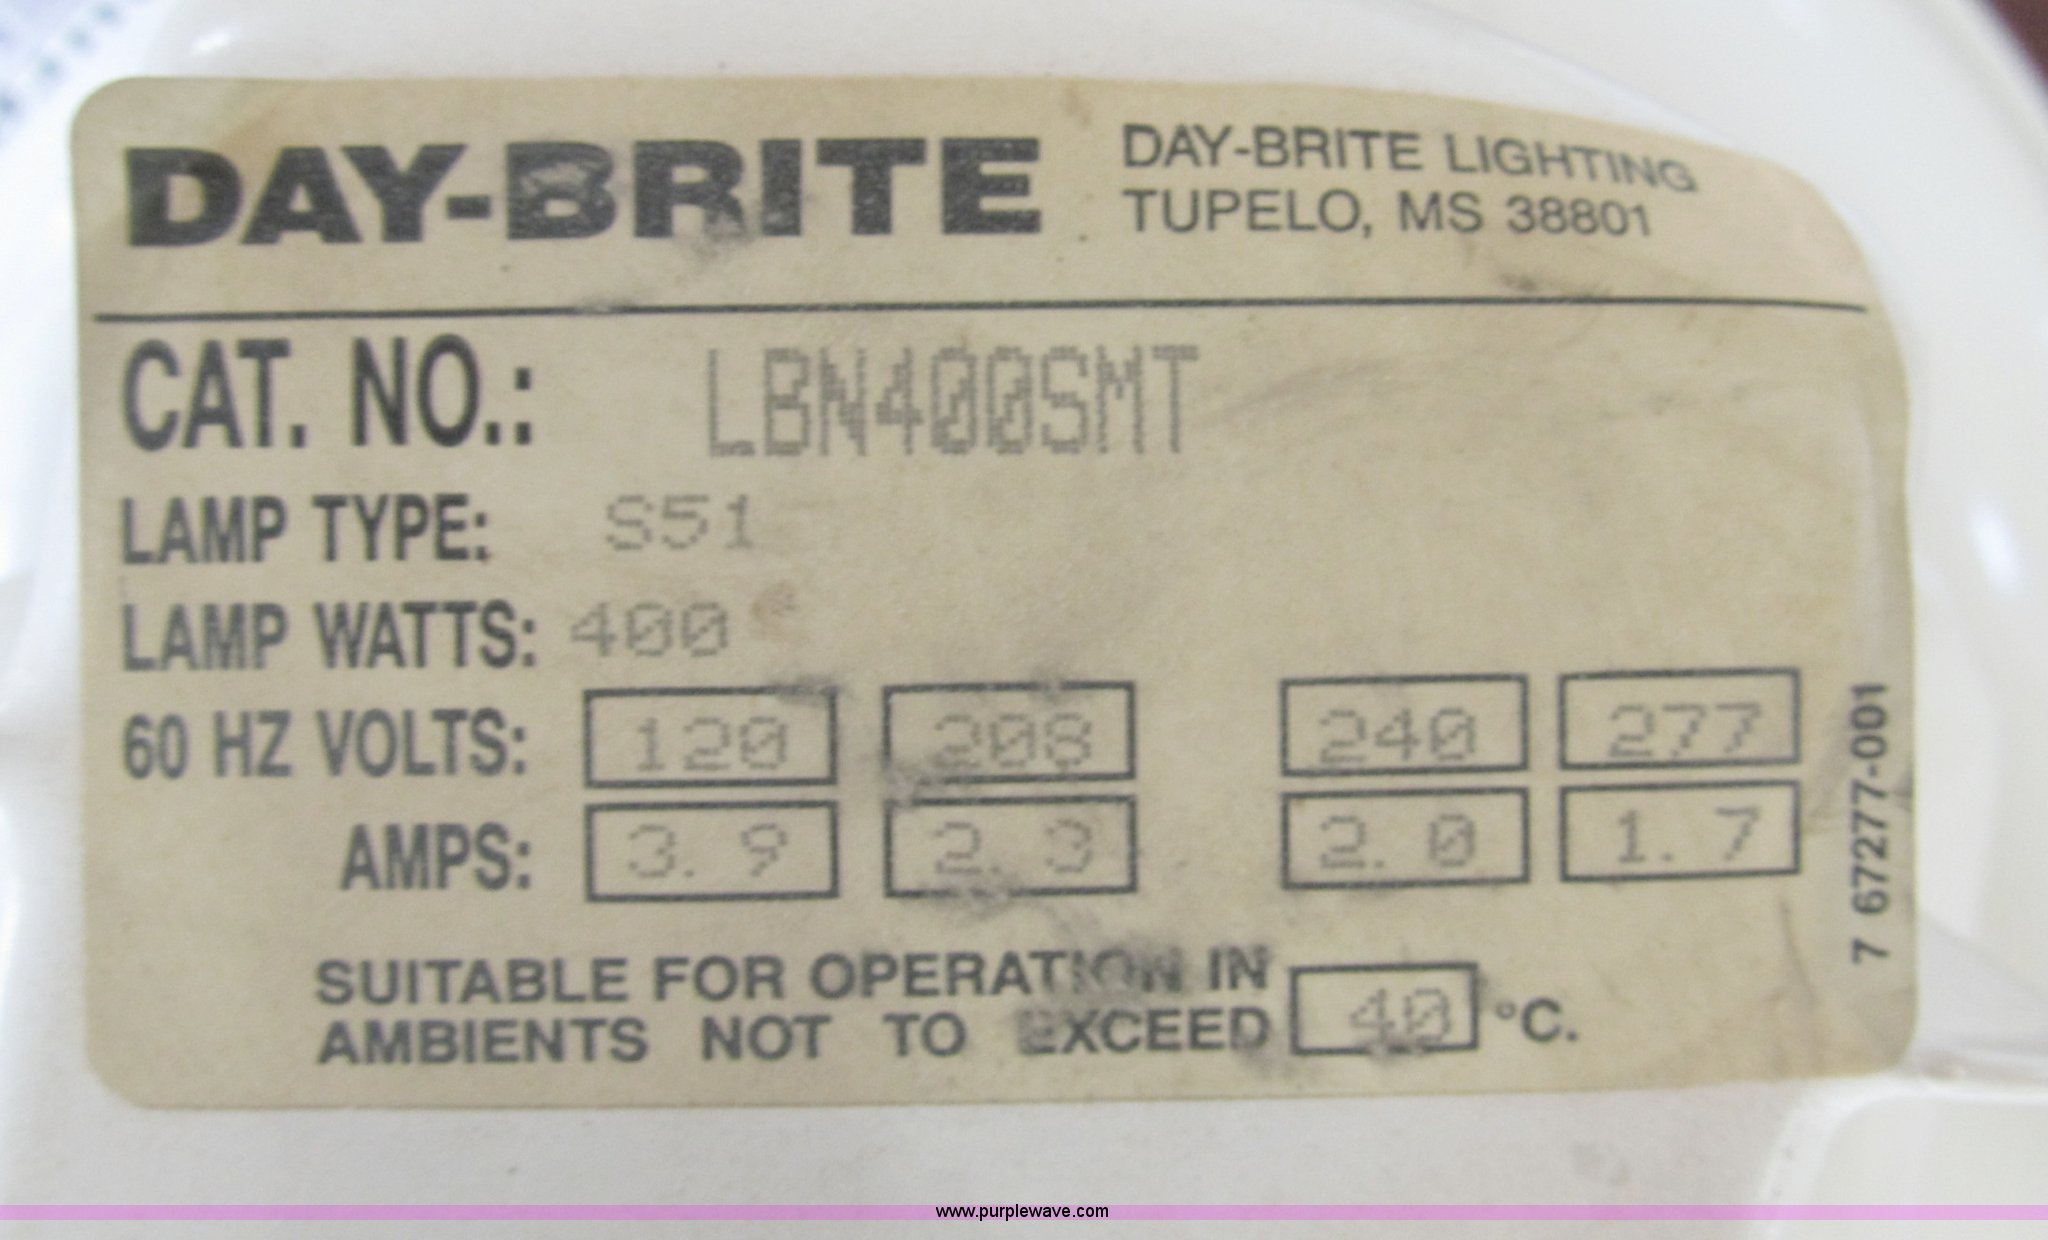 DAY-BRITE
DAY-BRITE LIGHTING
TUPELO, MS 38801
CAT. NO.: LBN400SMT
LAMP TYPE: S51
LAMP WATTS: 400
60 HZ VOLTS: 120 208 240 277
AMPS: 3.9 2.3 2.0 1.7
SUITABLE FOR OPERATION IN
AMBIENTS NOT TO EXCEED 40 °C.
7 67277-001
www.purplewave.com